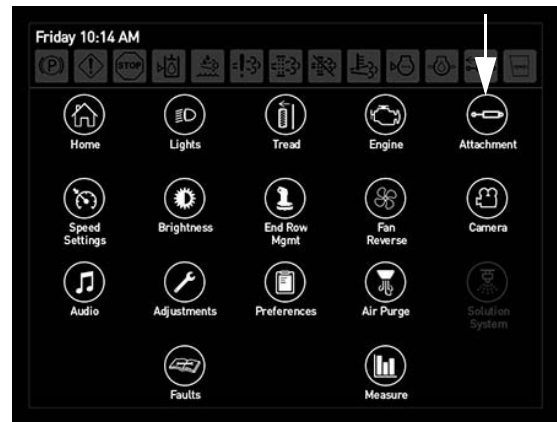 Friday 10:14 AM
(P)
STOP
Home
Lights
Tread
Engine
Attachment
Speed
Settings
Brightness
End Row
Mgmt
Fan
Reverse
Camera
Audio
Adjustments
Preferences
Air Purge
Solution
System
Faults
Measure